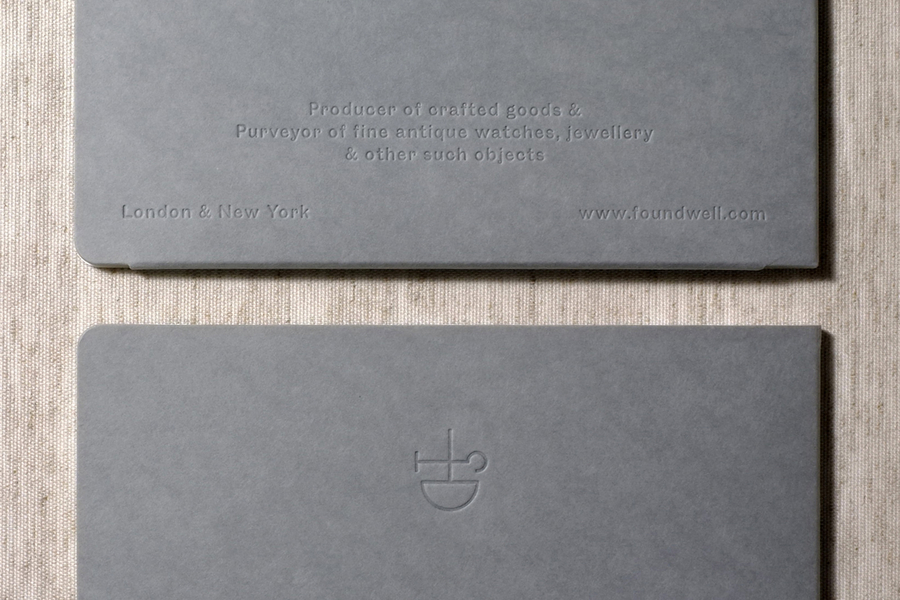 Producer of crafted goods &
Purveyor of fine antique watches, jewellery
& other such objects
London & New York
www.foundwell.com